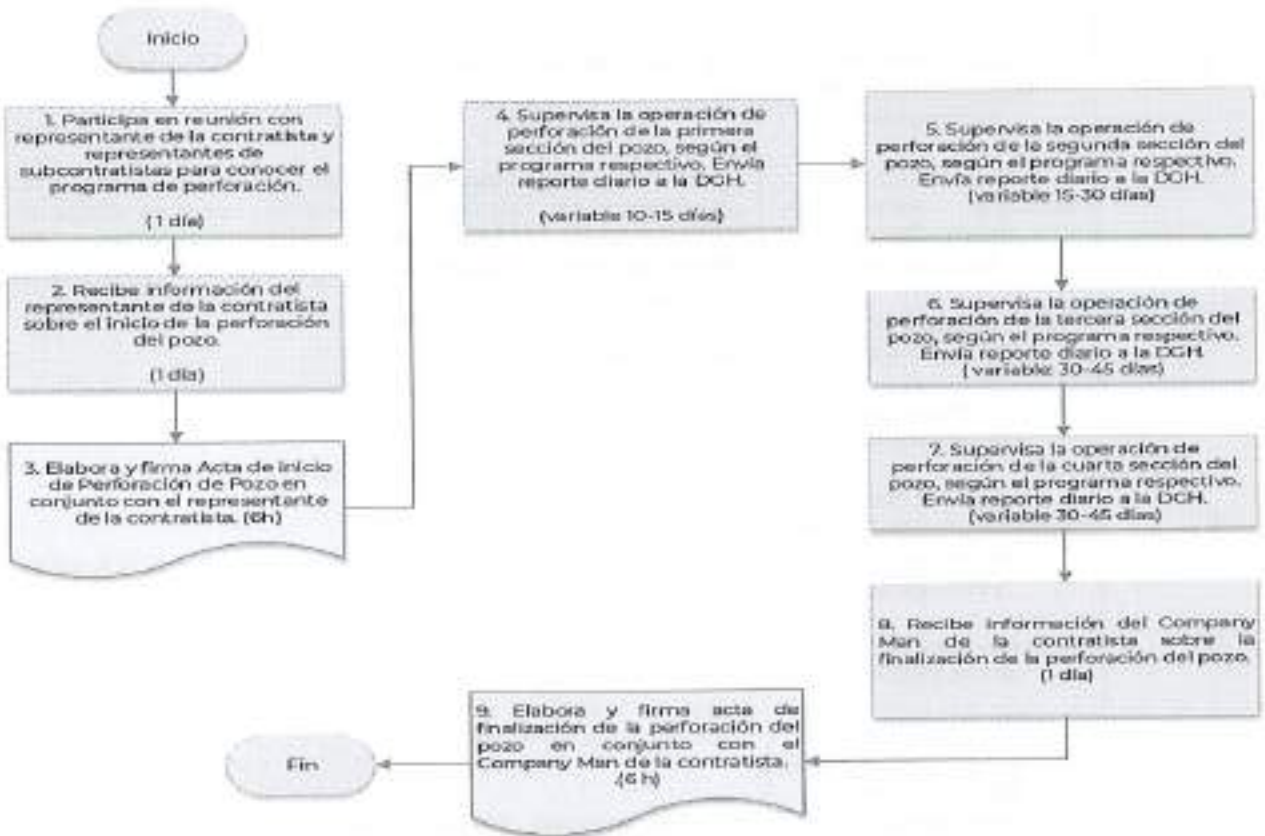 Inicio
1. Participa en reunión con
representante de la contratista y
representantes de
subcontratistas para conocer el
programa de perforación.
(1 día)
2. Recibe información del
representante de la contratista
sobre el inicio de la perforación
del pozo.
(1 día)
3. Elabora y firma Acta de inicio
de Perforación de Pozo en
conjunto con el representante
de la contratista. (6h)
4. Supervisa la operación de
perforación de la primera
sección del pozo, según el
programa respectivo. Envía
reporte diario a la DGH.
(variable 10-15 días)
5. Supervisa la operación de
perforación de la segunda sección del
pozo, según el programa respectivo.
Envía reporte diario a la DGH.
(variable 15-30 días)
6. Supervisa la operación de
perforación de la tercera sección del
pozo, según el programa respectivo.
Envía reporte diario a la DGH.
(variable: 30-45 días)
7. Supervisa la operación de
perforación de la cuarta sección del
pozo, según el programa respectivo.
Envía reporte diario a la DGH.
(variable 30-45 días)
8. Recibe información del Company
Man de la contratista sobre la
finalización de la perforación del pozo.
(1 día)
9. Elabora y firma acta de
finalización de la perforación del
pozo en conjunto con el
Company Man de la contratista.
(6 h)
Fin